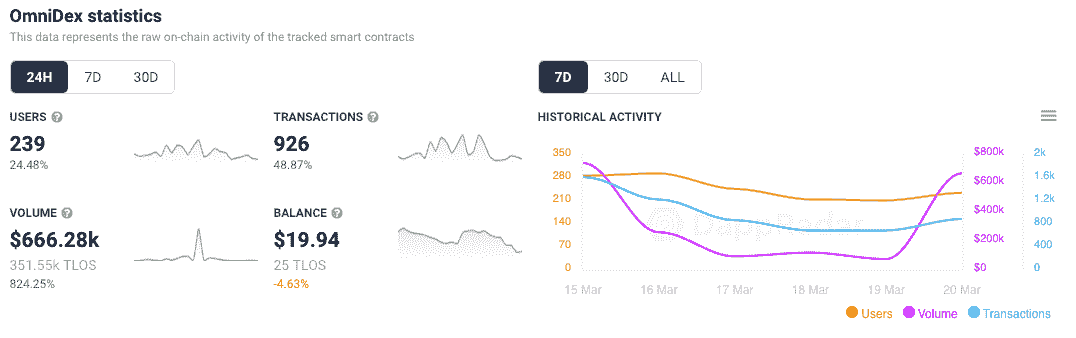 OmniDex statistics
This data represents the raw on-chain activity of the tracked smart contracts
24H 7D 30D
7D 30D ALL
USERS ?
TRANSACTIONS ?
HISTORICAL ACTIVITY
239
24.48%
926
48.87%
VOLUME ?
$666.28k
351.55k TLOS
824.25%
BALANCE ?
$19.94
25 TLOS
-4.63%
350
280
210
140
70
0
$800k
$600k
$400k
$200k
$0
2k
1.6k
1.2k
800
400
0
DappRadar
15 Mar 16 Mar 17 Mar 18 Mar 19 Mar 20 Mar
Users Volume Transactions